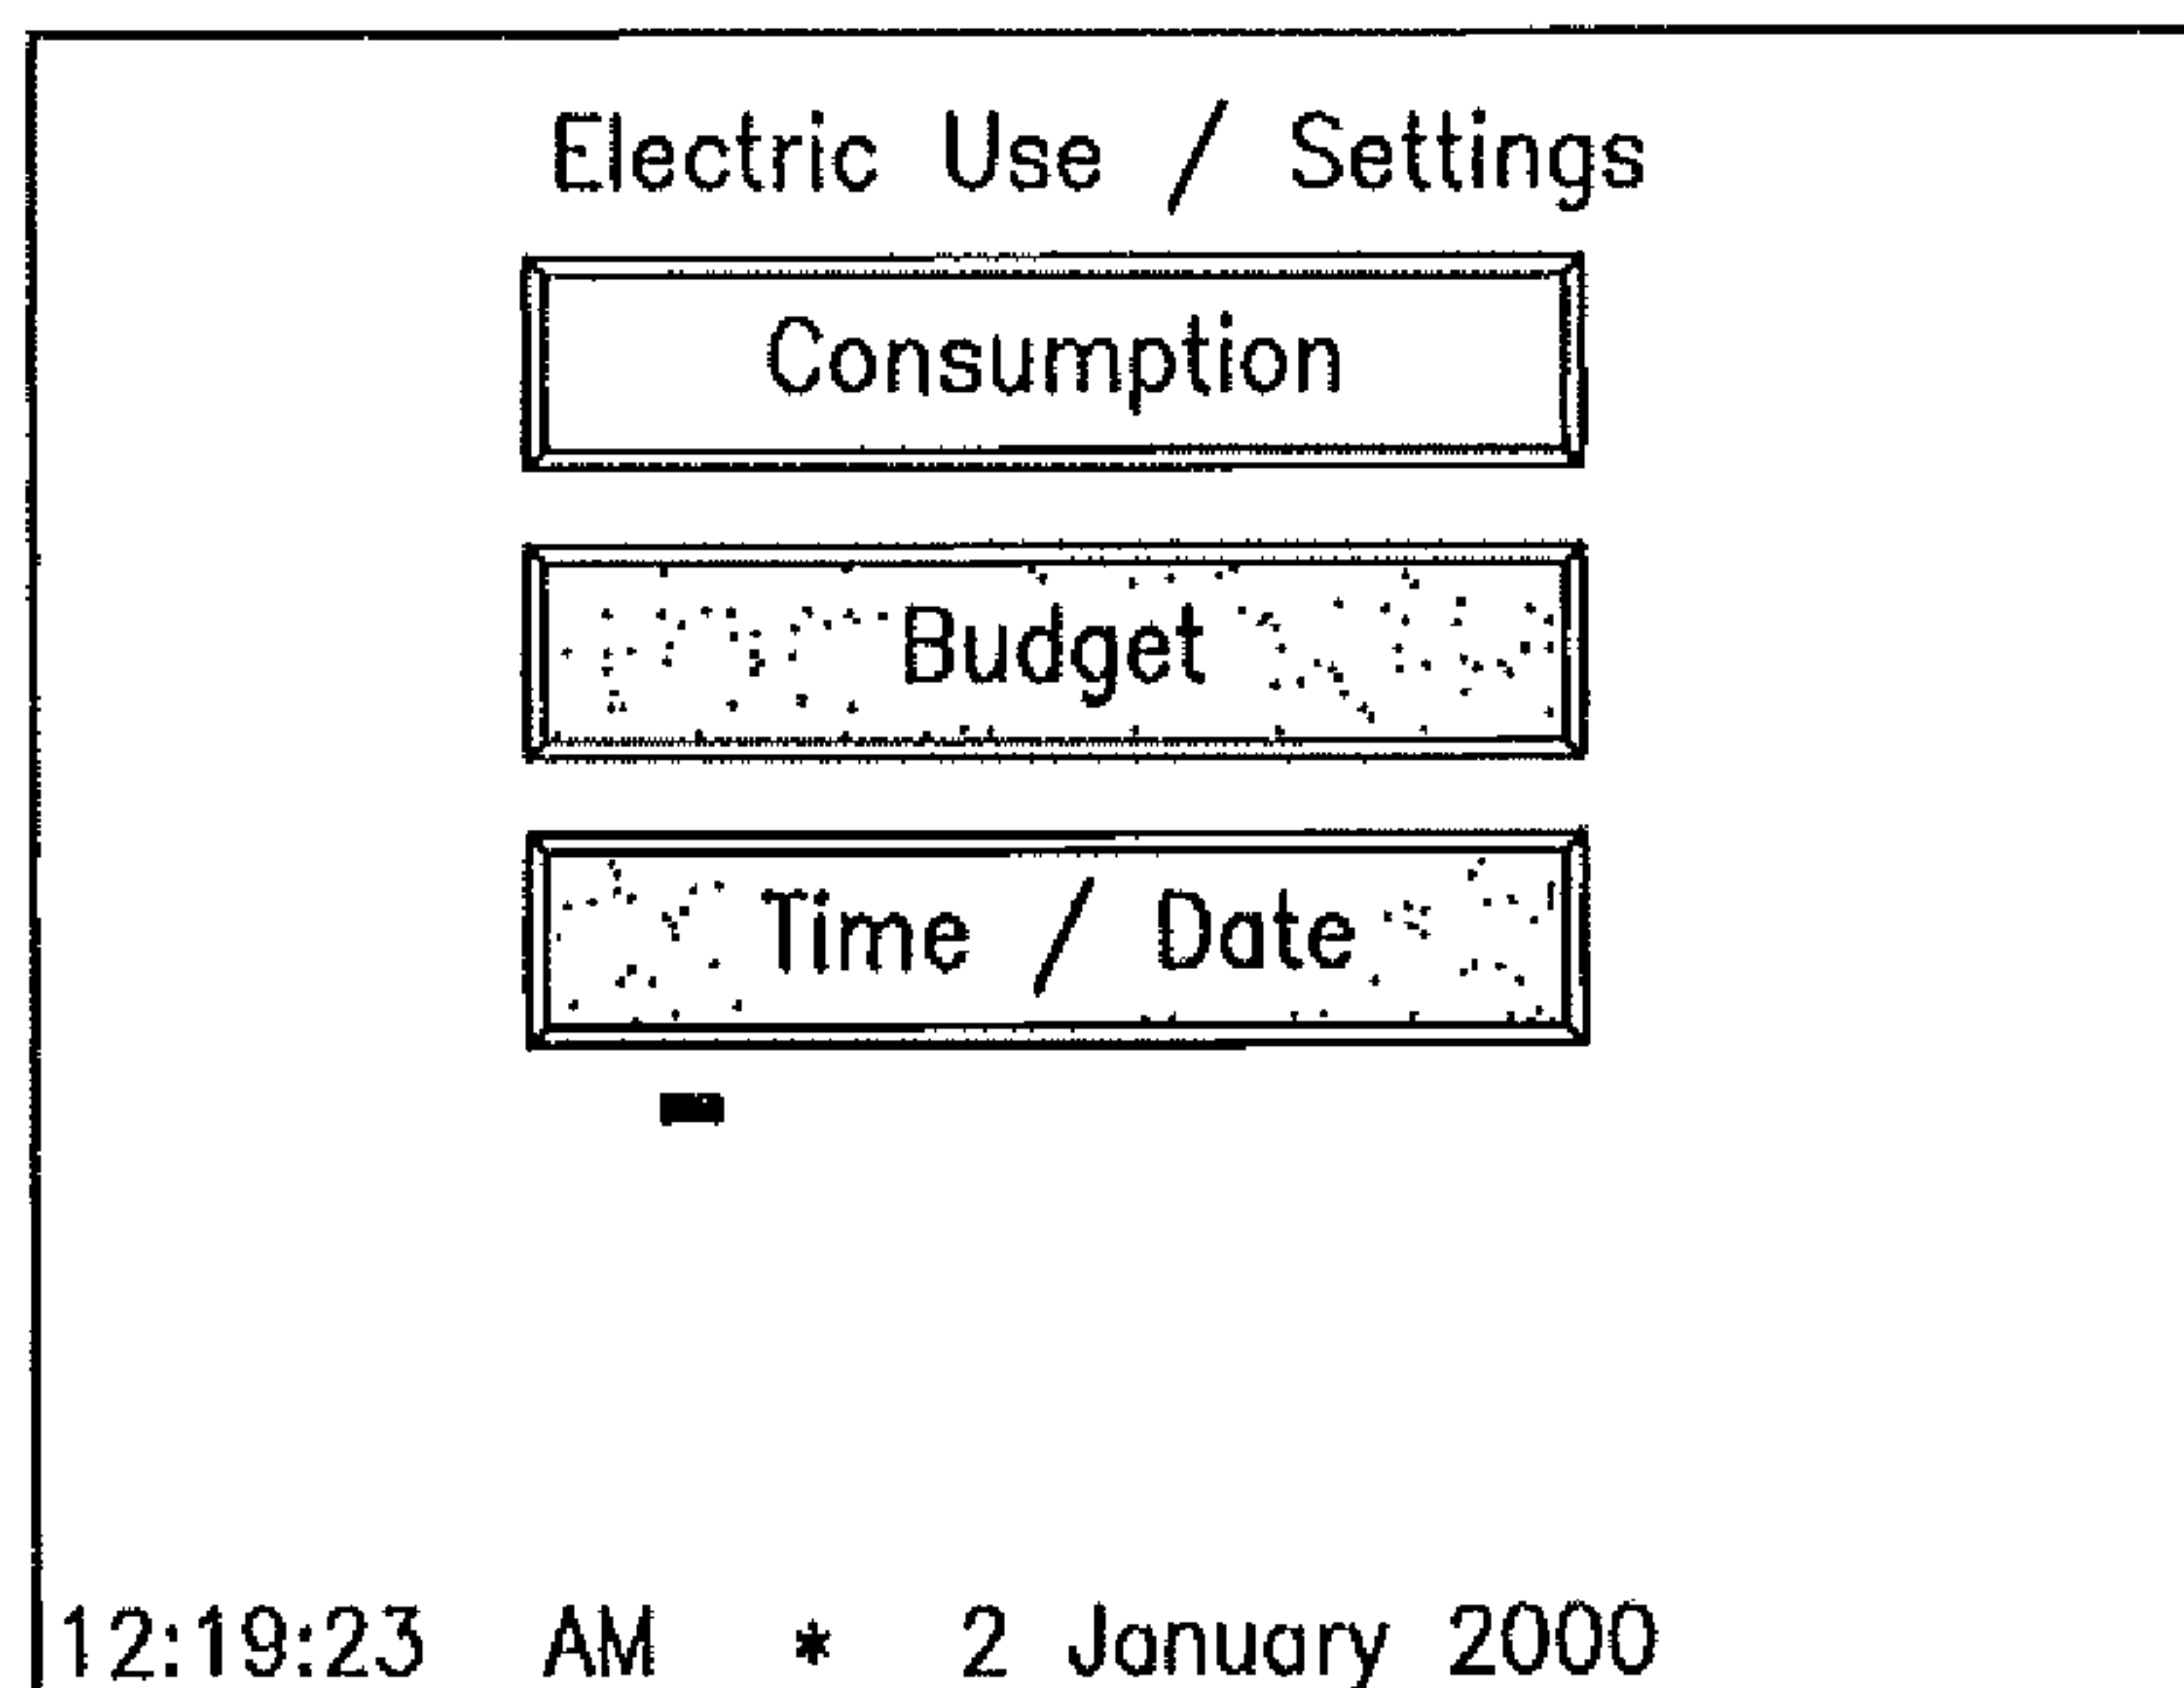 Electric Use / Settings
Consumption
Budget
Time / Date
12:19:23 AM * 2 January 2000